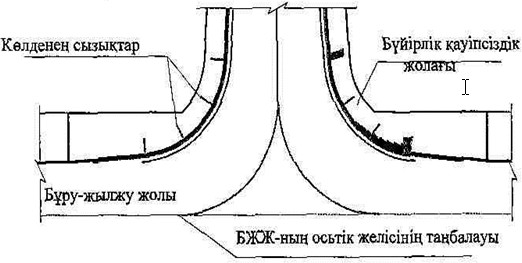 Көлденең сызықтар
Бүйірлік қауіпсіздік
жолағы
Бұру-жылжу жолы
БЖЖ-ның осьтік желісінің таңбалауы